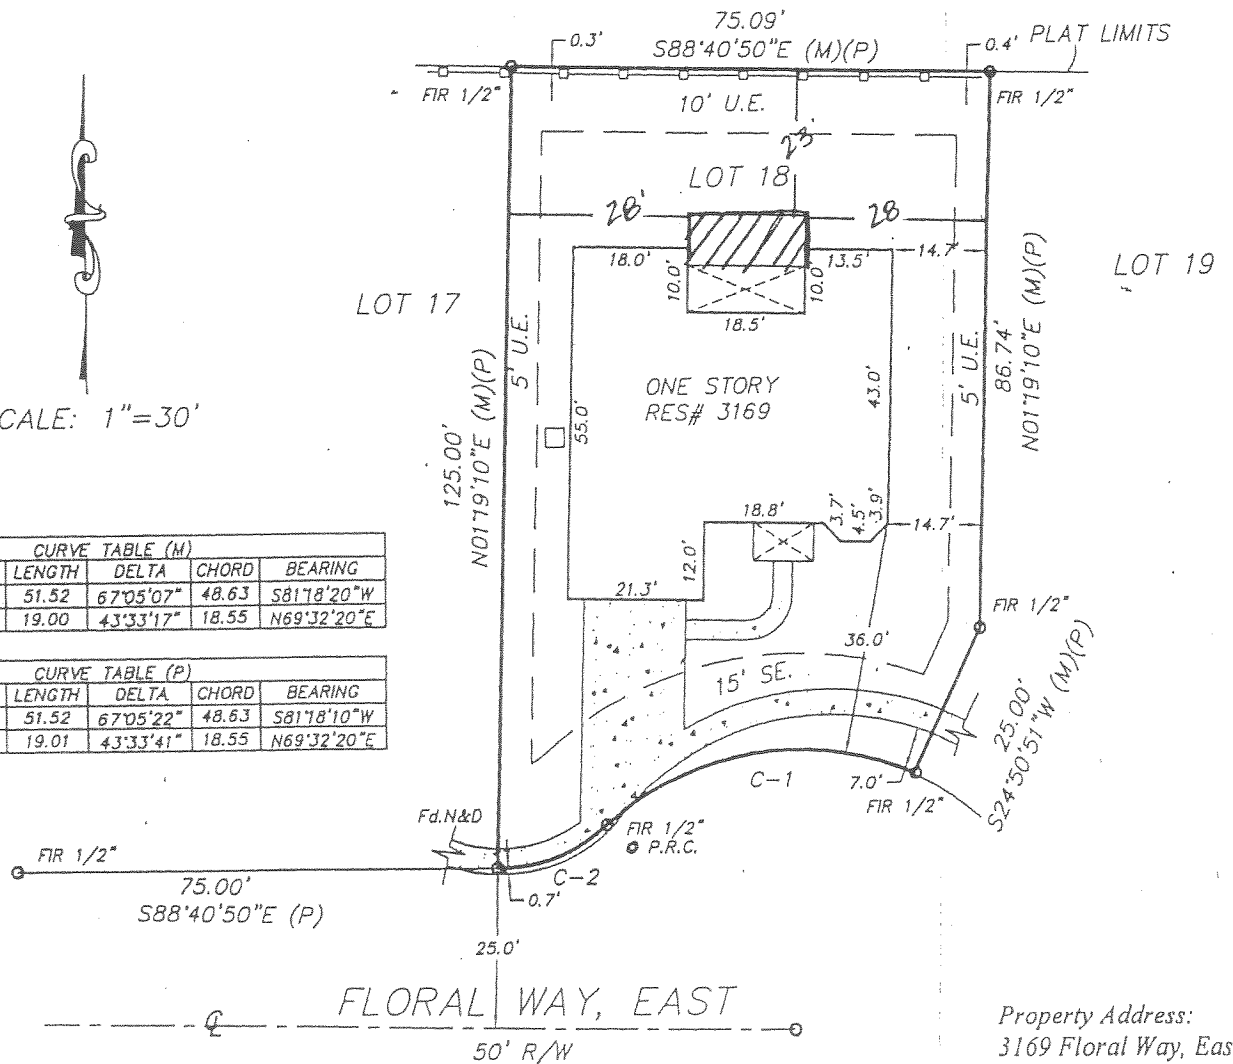 75.09'
S88°40'50"E (M)(P)
0.3'
0.4'
PLAT LIMITS
FIR 1/2"
FIR 1/2"
10' U.E.
23'
LOT 18
28'
28
18.0'
13.5'
14.7'
10.0'
10.0'
18.5'
LOT 17
LOT 19
5' U.E.
5' U.E.
125.00'
N01°19'10"E (M)(P)
86.74'
N01°19'10"E (M)(P)
ONE STORY
RES# 3169
55.0'
43.0'
CALE: 1"=30'
18.8'
3.7'
4.5'
3.9'
14.7'
12.0'
21.3'
CURVE TABLE (M)
LENGTH DELTA CHORD BEARING
51.52 67°05'07" 48.63 S81°18'20"W
19.00 43°33'17" 18.55 N69°32'20"E
CURVE TABLE (P)
LENGTH DELTA CHORD BEARING
51.52 67°05'22" 48.63 S81°18'10"W
19.01 43°33'41" 18.55 N69°32'20"E
FIR 1/2"
36.0'
15' SE.
25.00'
S24°50'51"W (M)(P)
C-1
7.0'
FIR 1/2"
Fd.N&D
FIR 1/2"
P.R.C.
FIR 1/2"
C-2
0.7'
75.00'
S88°40'50"E (P)
25.0'
FLORAL WAY, EAST
50' R/W
Property Address:
3169 Floral Way, Eas